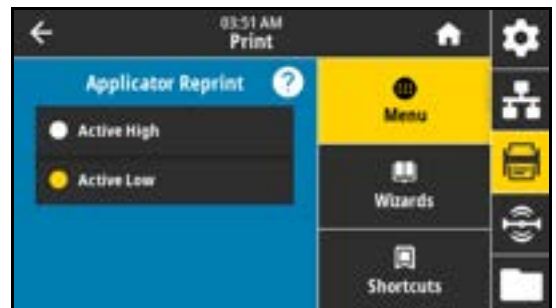 03:51 AM
Print
Applicator Reprint ?
Active High
Active Low
Menu
Wizards
Shortcuts